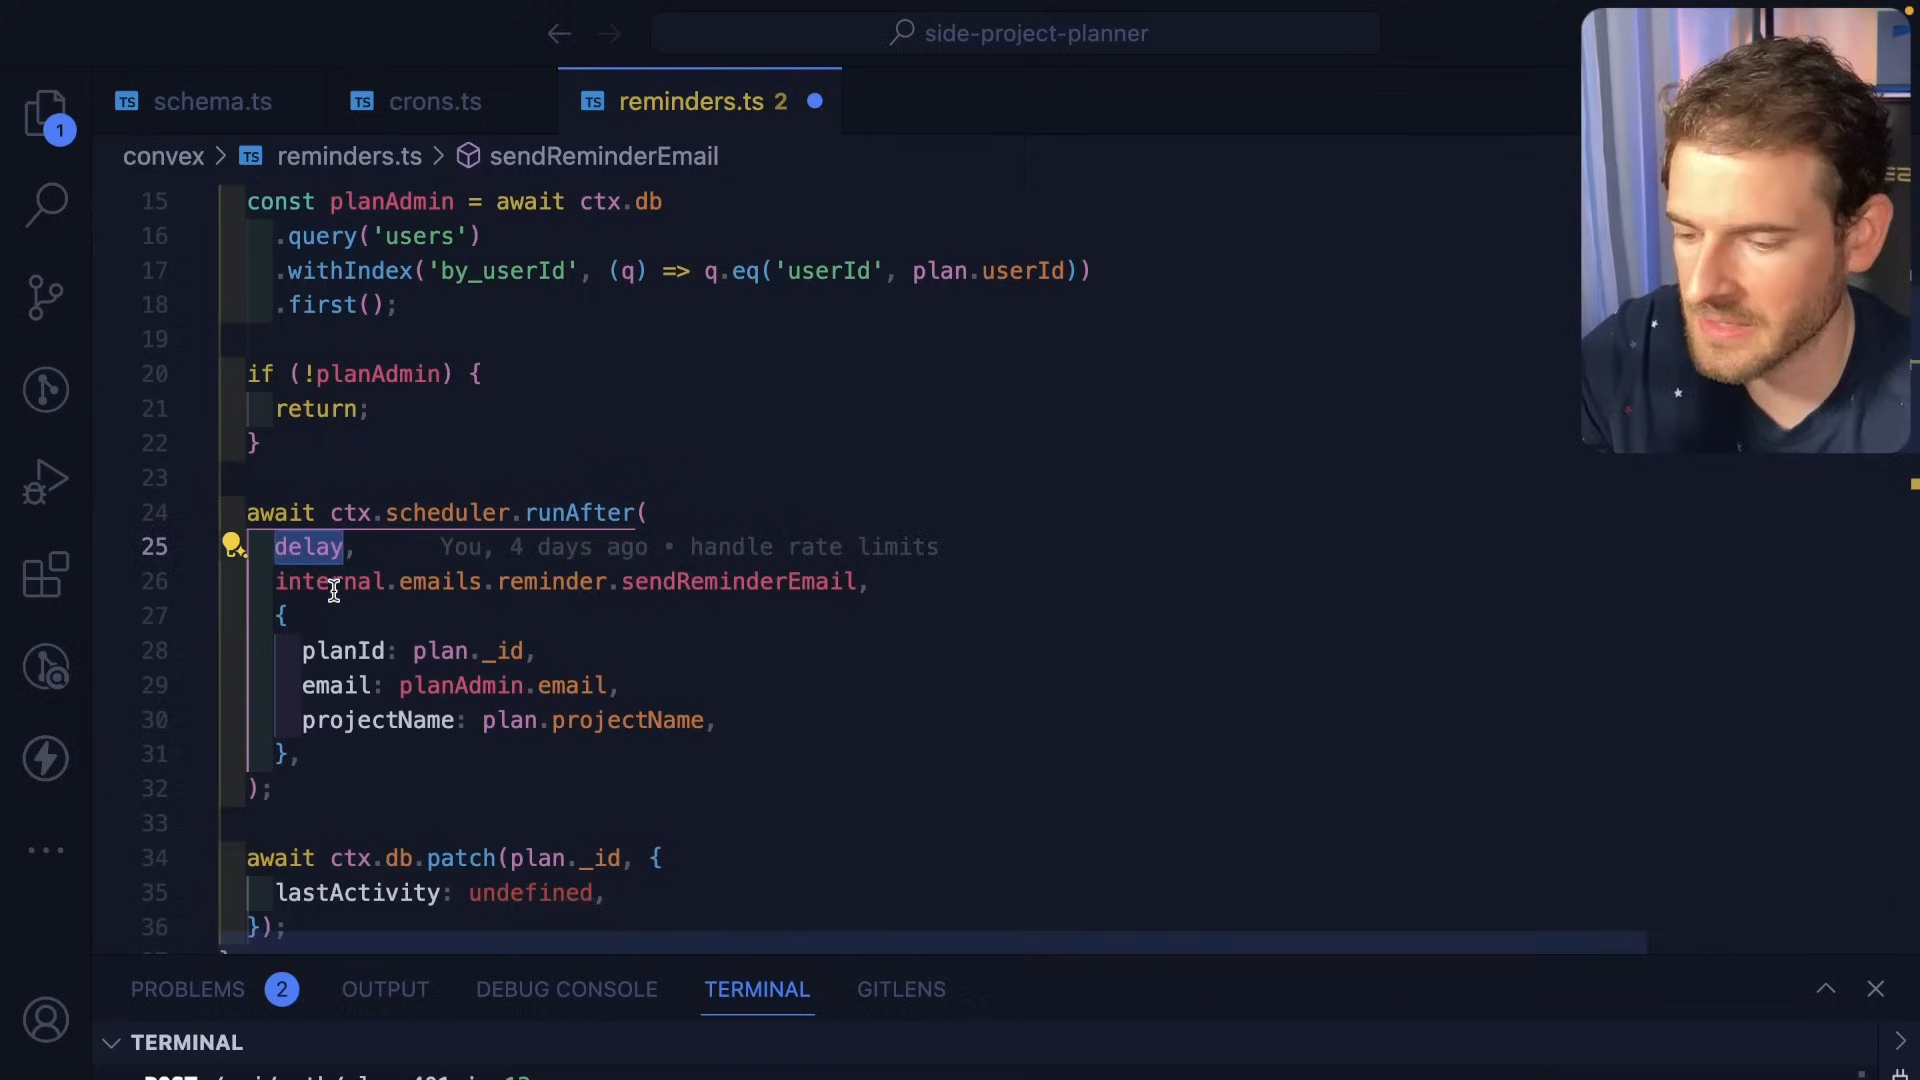 side-project-planner
schema.ts
crons.ts
reminders.ts 2
1
convex > reminders.ts > sendReminderEmail
15 const planAdmin = await ctx.db
16 .query('users')
17 .withIndex('by_userId', (q) => q.eq('userId', plan.userId))
18 .first();
19
20 if (!planAdmin) {
21 return;
22 }
23
24 await ctx.scheduler.runAfter(
25 delay, You, 4 days ago • handle rate limits
26 internal.emails.reminder.sendReminderEmail,
27 {
28 planId: plan._id,
29 email: planAdmin.email,
30 projectName: plan.projectName,
31 },
32 );
33
34 await ctx.db.patch(plan._id, {
35 lastActivity: undefined,
36 });
PROBLEMS 2 OUTPUT DEBUG CONSOLE TERMINAL GITLENS
TERMINAL